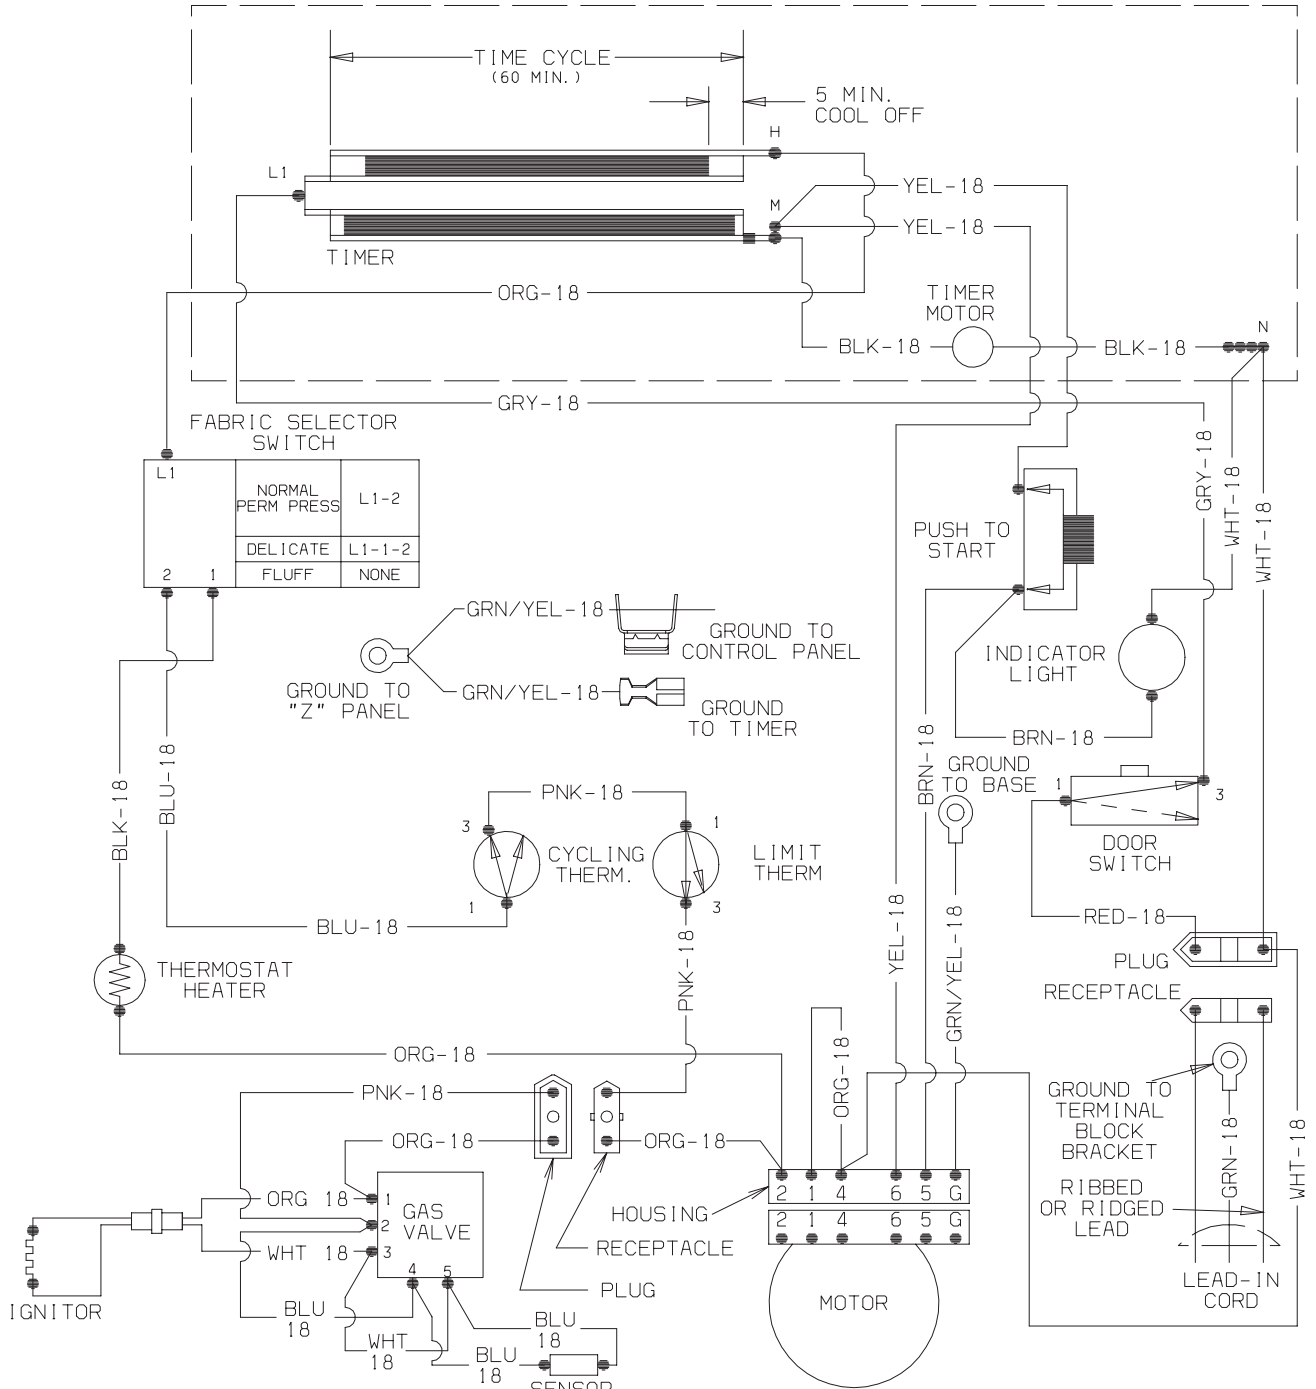 TIME CYCLE
(60 MIN.)
5 MIN.
COOL OFF
H
L1
YEL-18
M
YEL-18
TIMER
ORG-18
TIMER
MOTOR
N
BLK-18
BLK-18
GRY-18
FABRIC SELECTOR
SWITCH
L1
NORMAL
PERM PRESS
L1-2
DELICATE
L1-1-2
FLUFF
NONE
2
1
GRY-18
WHT-18
WHT-18
PUSH TO
START
GRN/YEL-18
GROUND TO
CONTROL PANEL
GROUND TO
"Z" PANEL
GRN/YEL-18
GROUND
TO TIMER
INDICATOR
LIGHT
BRN-18
BRN-18
BLU-18
BLK-18
GROUND
TO BASE
1
3
DOOR
SWITCH
PNK-18
3
1
CYCLING
THERM.
LIMIT
THERM
1
3
BLU-18
RED-18
PLUG
RECEPTACLE
THERMOSTAT
HEATER
PNK-18
YEL-18
GRN/YEL-18
ORG-18
ORG-18
PNK-18
ORG-18
ORG-18
GROUND TO
TERMINAL
BLOCK
BRACKET
GRN-18
WHT-18
RIBBED
OR RIDGED
LEAD
LEAD-IN
CORD
ORG 18
1
GAS
VALVE
2
WHT 18
3
4
5
HOUSING
RECEPTACLE
PLUG
2 1 4 6 5 G
2 1 4 6 5 G
MOTOR
IGNITOR
BLU
18
WHT
18
BLU
18
BLU
18
SENSOR